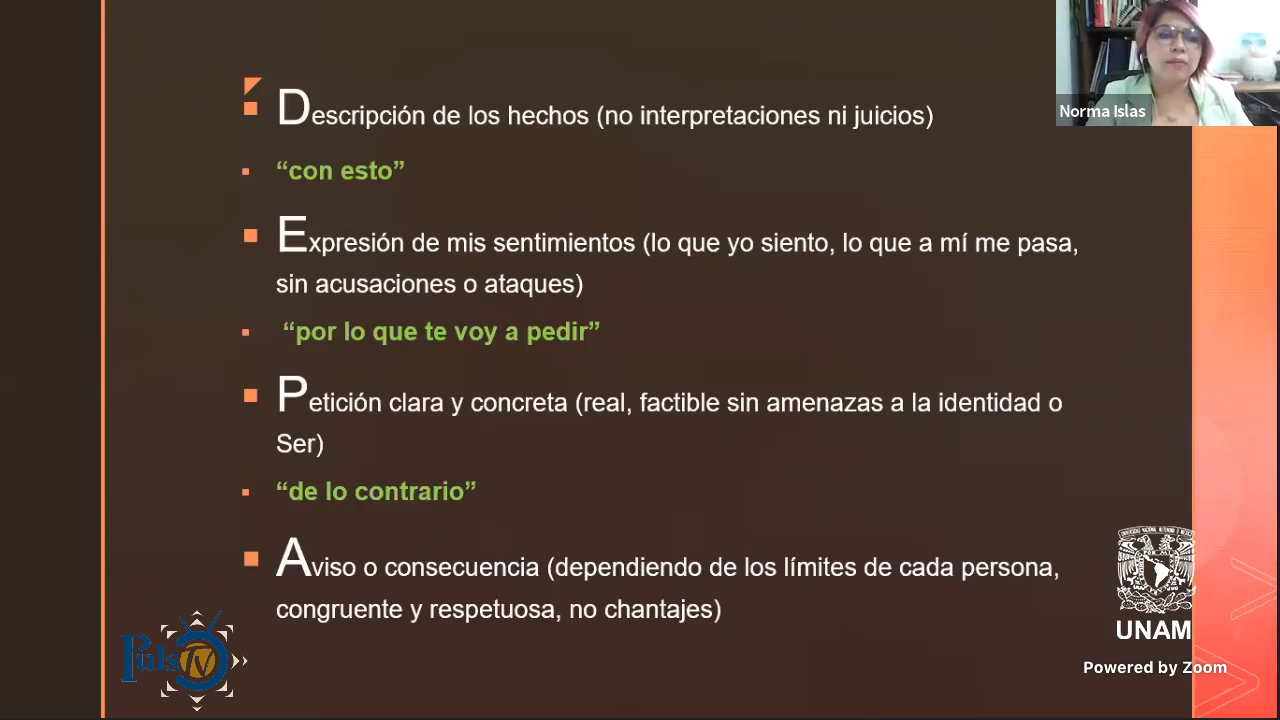 Descripción de los hechos (no interpretaciones ni juicios)
“con esto”
Expresión de mis sentimientos (lo que yo siento, lo que a mí me pasa,
sin acusaciones o ataques)
“por lo que te voy a pedir”
Petición clara y concreta (real, factible sin amenazas a la identidad o
Ser)
“de lo contrario”
Aviso o consecuencia (dependiendo de los límites de cada persona,
congruente y respetuosa, no chantajes)
Norma Islas
Puls TV
UNAM
Powered by Zoom